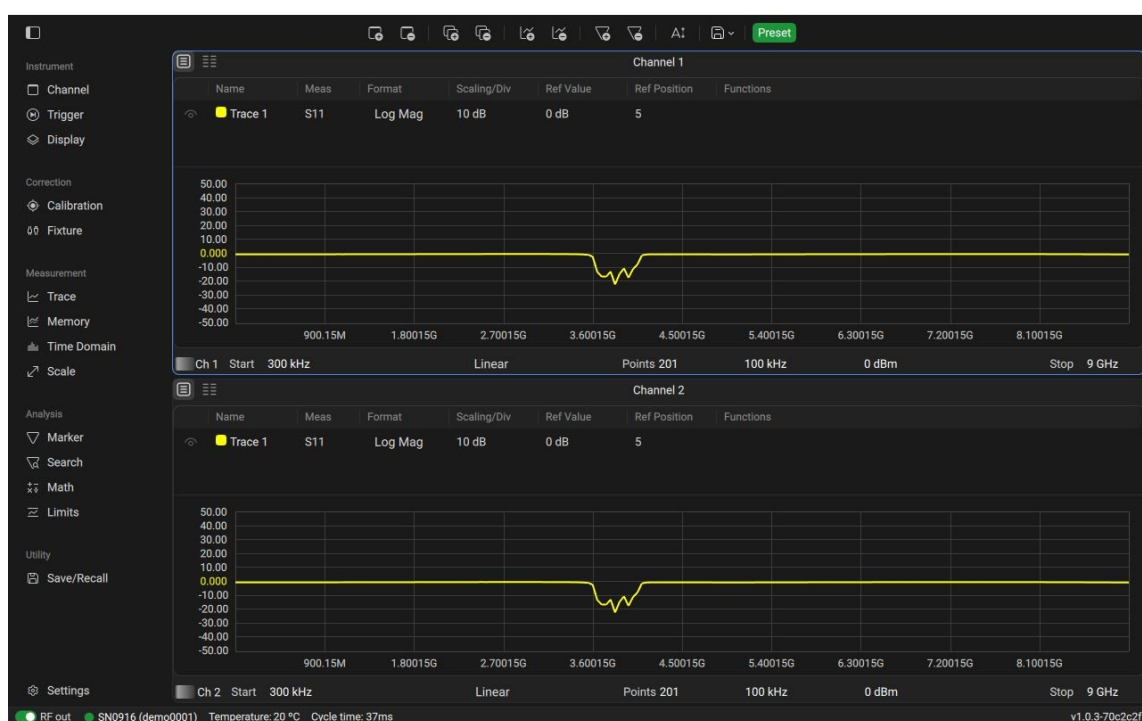 Preset
Instrument
Channel
Trigger
Display
Correction
Calibration
Fixture
Measurement
Trace
Memory
Time Domain
Scale
Analysis
Marker
Search
Math
Limits
Utility
Save/Recall
Settings
Channel 1
Name Meas Format Scaling/Div Ref Value Ref Position Functions
Trace 1 S11 Log Mag 10 dB 0 dB 5
50.00
40.00
30.00
20.00
10.00
0.000
-10.00
-20.00
-30.00
-40.00
-50.00
900.15M 1.80015G 2.70015G 3.60015G 4.50015G 5.40015G 6.30015G 7.20015G 8.10015G
Ch 1 Start 300 kHz Linear Points 201 100 kHz 0 dBm Stop 9 GHz
Channel 2
Name Meas Format Scaling/Div Ref Value Ref Position Functions
Trace 1 S11 Log Mag 10 dB 0 dB 5
50.00
40.00
30.00
20.00
10.00
0.000
-10.00
-20.00
-30.00
-40.00
-50.00
900.15M 1.80015G 2.70015G 3.60015G 4.50015G 5.40015G 6.30015G 7.20015G 8.10015G
Ch 2 Start 300 kHz Linear Points 201 100 kHz 0 dBm Stop 9 GHz
RF out SN0916 (demo0001) Temperature: 20 ºC Cycle time: 37ms v1.0.3-70c2c2f